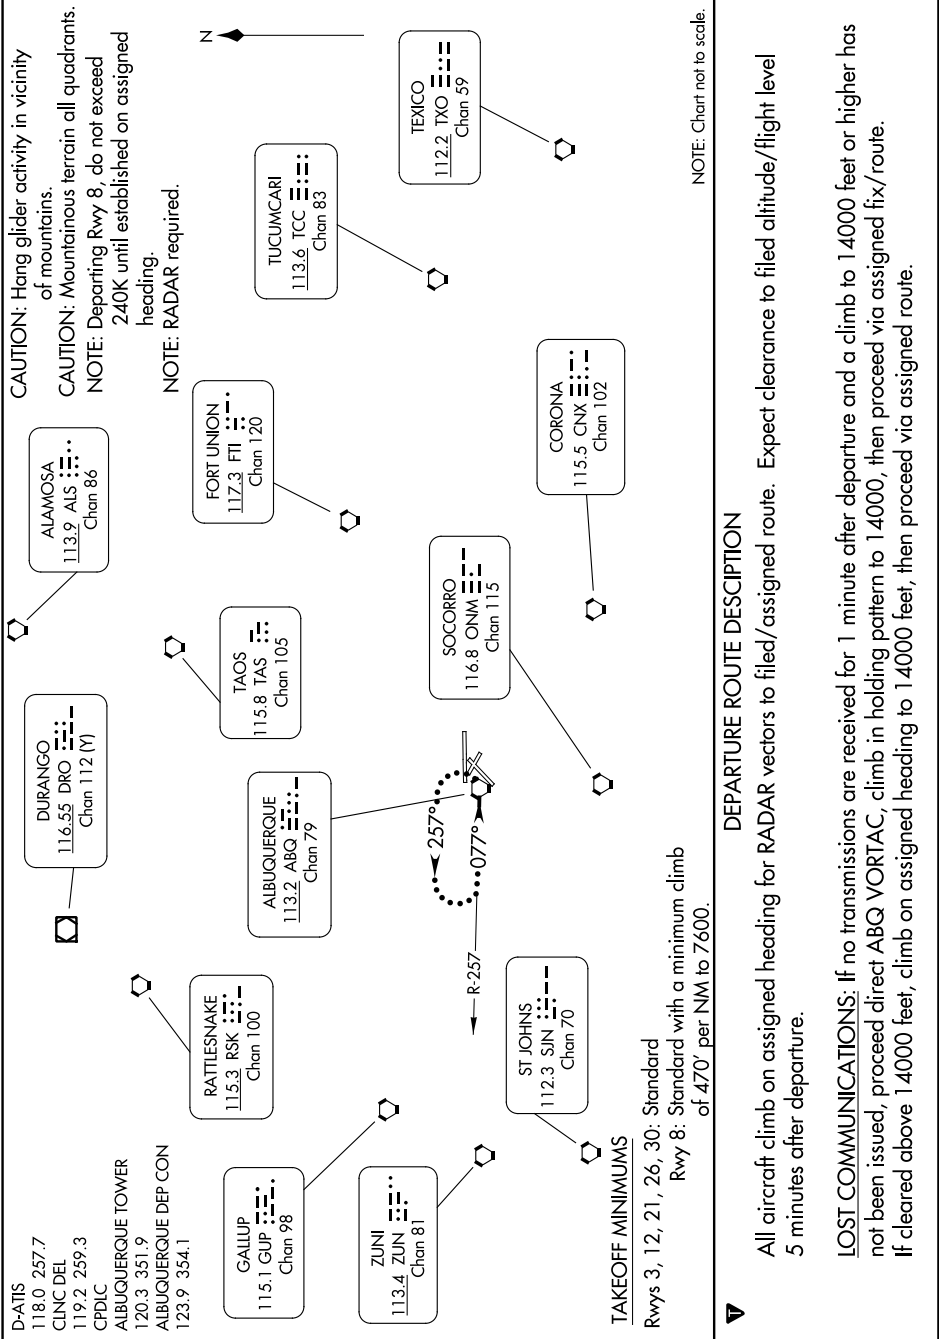 D-ATIS
118.0 257.7
CLNC DEL
119.2 259.3
CPDLC
ALBUQUERQUE TOWER
120.3 351.9
ALBUQUERQUE DEP CON
123.9 354.1
CAUTION: Hang glider activity in vicinity
of mountains.
CAUTION: Mountainous terrain all quadrants.
NOTE: Departing Rwy 8, do not exceed
240K until established on assigned
heading.
NOTE: RADAR required.
N
DURANGO
116.55 DRO
Chan 112 (Y)
ALAMOSA
113.9 ALS
Chan 86
RATTLESNAKE
115.3 RSK
Chan 100
TAOS
115.8 TAS
Chan 105
FORT UNION
117.3 FTI
Chan 120
GALLUP
115.1 GUP
Chan 98
ALBUQUERQUE
113.2 ABQ
Chan 79
TUCUMCARI
113.6 TCC
Chan 83
ZUNI
113.4 ZUN
Chan 81
TEXICO
112.2 TXO
Chan 59
257°
077°
R-257
SOCORRO
116.8 ONM
Chan 115
ST JOHNS
112.3 SJN
Chan 70
CORONA
115.5 CNX
Chan 102
TAKEOFF MINIMUMS
Rwys 3, 12, 21, 26, 30: Standard
Rwy 8: Standard with a minimum climb
of 470' per NM to 7600.
NOTE: Chart not to scale.
T
DEPARTURE ROUTE DESCIPTION
All aircraft climb on assigned heading for RADAR vectors to filed/assigned route. Expect clearance to filed altitude/flight level
5 minutes after departure.
LOST COMMUNICATIONS: If no transmissions are received for 1 minute after departure and a climb to 14000 feet or higher has
not been issued, proceed direct ABQ VORTAC, climb in holding pattern to 14000, then proceed via assigned fix/route.
If cleared above 14000 feet, climb on assigned heading to 14000 feet, then proceed via assigned route.